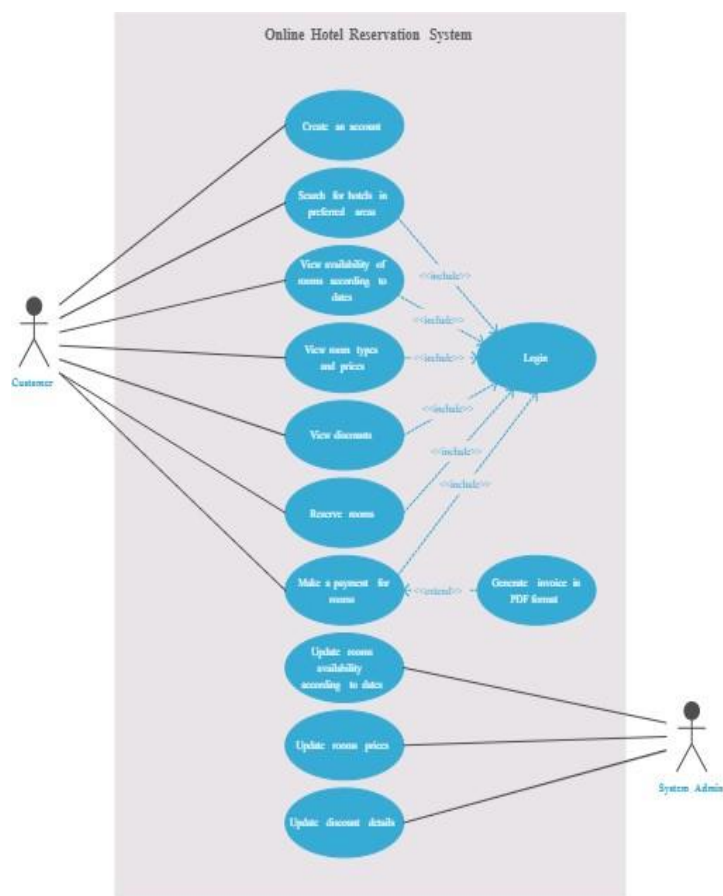 Online Hotel Reservation System
Create an account
Search for hotels in
preferred areas
<<include>>
View availability of
rooms according to
dates
<<include>>
Customer
View room types
and prices
<<include>>
Login
<<include>>
View discounts
<<include>>
Reserve rooms
<<include>>
Make a payment for
rooms
<<extend>>
Generate invoice in
PDF format
Update rooms
availability
according to dates
Update rooms prices
System Admin
Update discount details